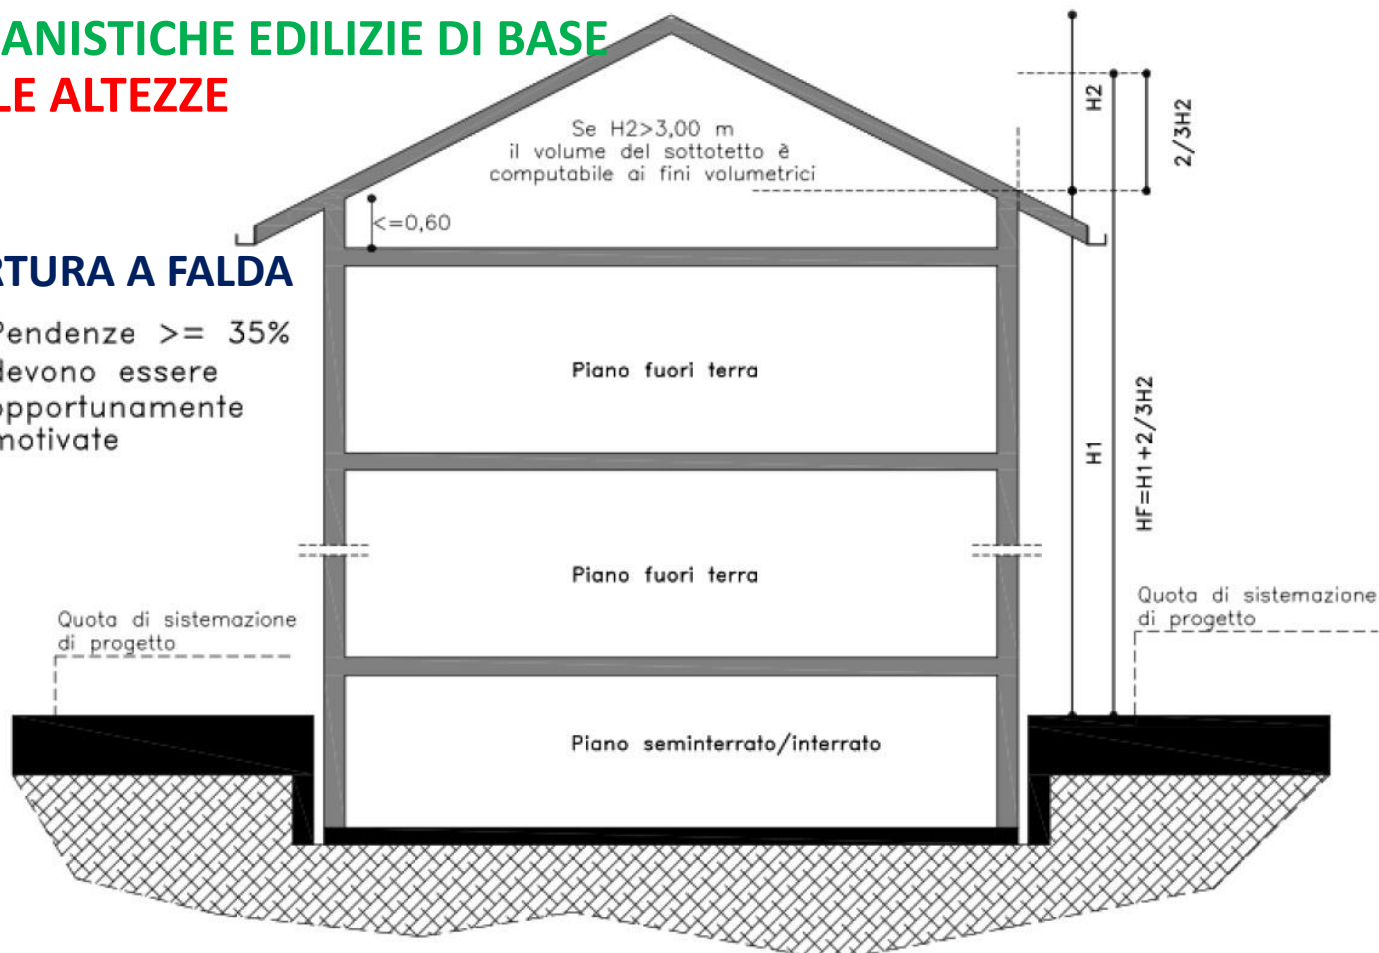 ANISTICHE EDILIZIE DI BASE
LE ALTEZZE
Se H2>3,00 m
il volume del sottotetto è
computabile ai fini volumetrici
H2
2/3H2
<=0,60
RTURA A FALDA
Pendenze >= 35%
devono essere
opportunamente
motivate
Piano fuori terra
H1
HF=H1+2/3H2
Piano fuori terra
Quota di sistemazione
di progetto
Quota di sistemazione
di progetto
Piano seminterrato/interrato